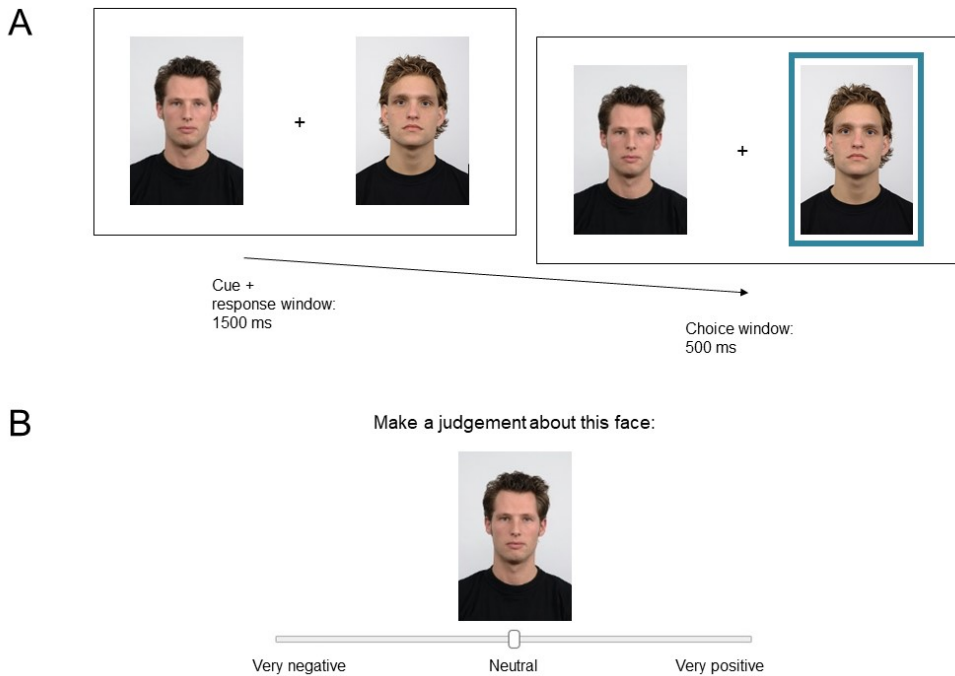 A
+
+
Cue +
response window:
1500 ms
Choice window:
500 ms
B
Make a judgement about this face:
Very negative
Neutral
Very positive